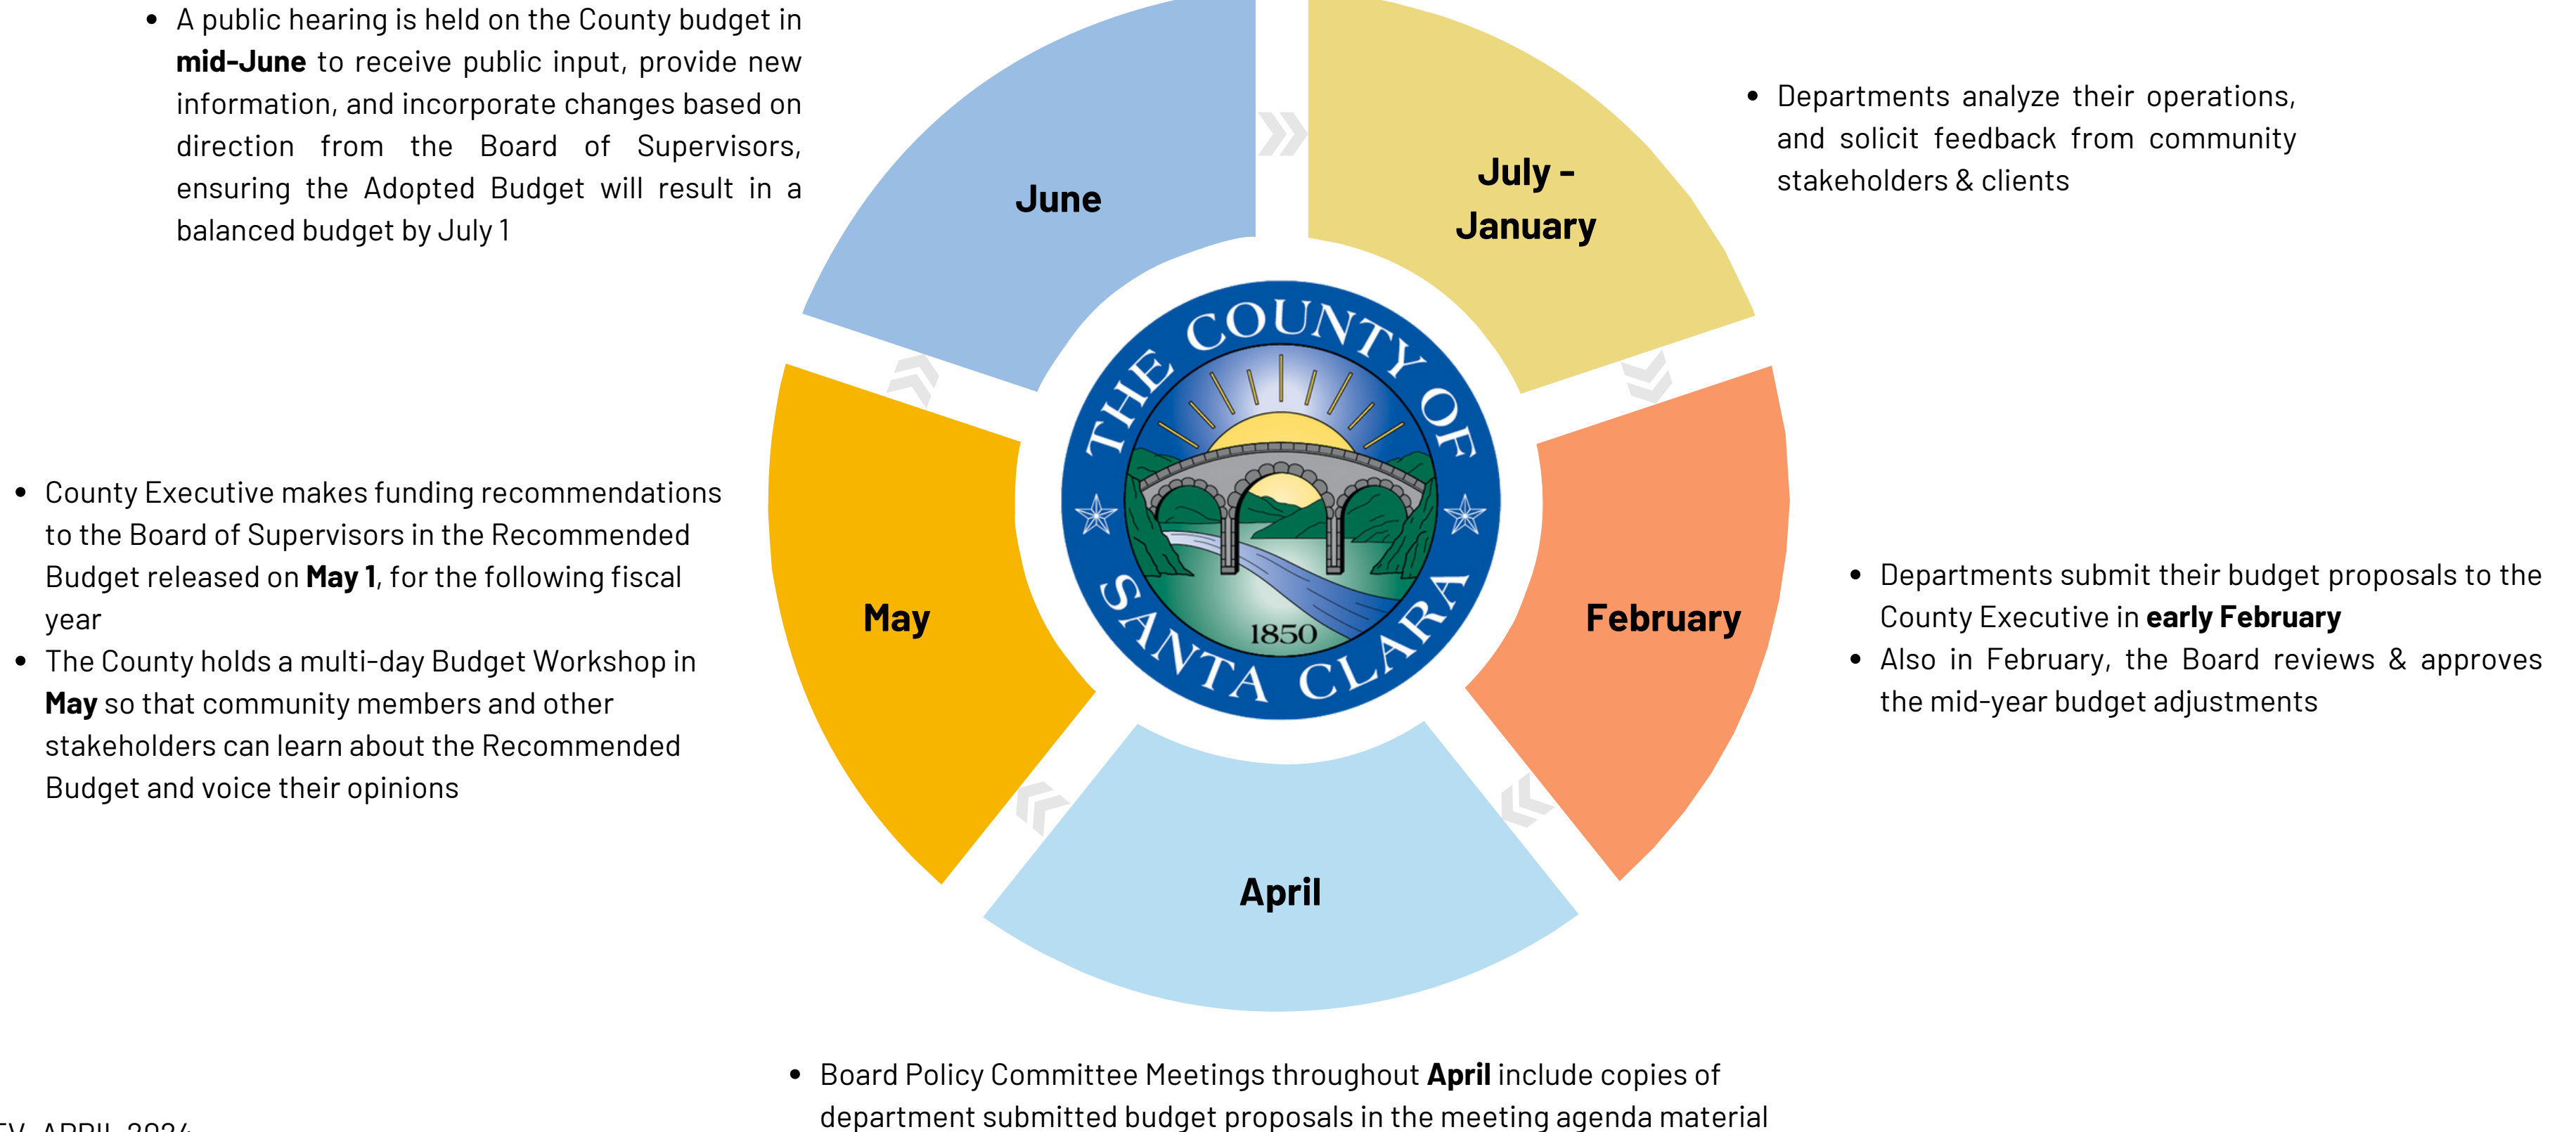 • A public hearing is held on the County budget in
mid-June to receive public input, provide new
information, and incorporate changes based on
direction from the Board of Supervisors,
ensuring the Adopted Budget will result in a
balanced budget by July 1
June
July -
January
• Departments analyze their operations,
and solicit feedback from community
stakeholders & clients
THE COUNTY OF
SANTA CLARA
1850
• County Executive makes funding recommendations
to the Board of Supervisors in the Recommended
Budget released on May 1, for the following fiscal
year
• The County holds a multi-day Budget Workshop in
May so that community members and other
stakeholders can learn about the Recommended
Budget and voice their opinions
May
February
• Departments submit their budget proposals to the
County Executive in early February
• Also in February, the Board reviews & approves
the mid-year budget adjustments
April
• Board Policy Committee Meetings throughout April include copies of
department submitted budget proposals in the meeting agenda material
APRIL 2024